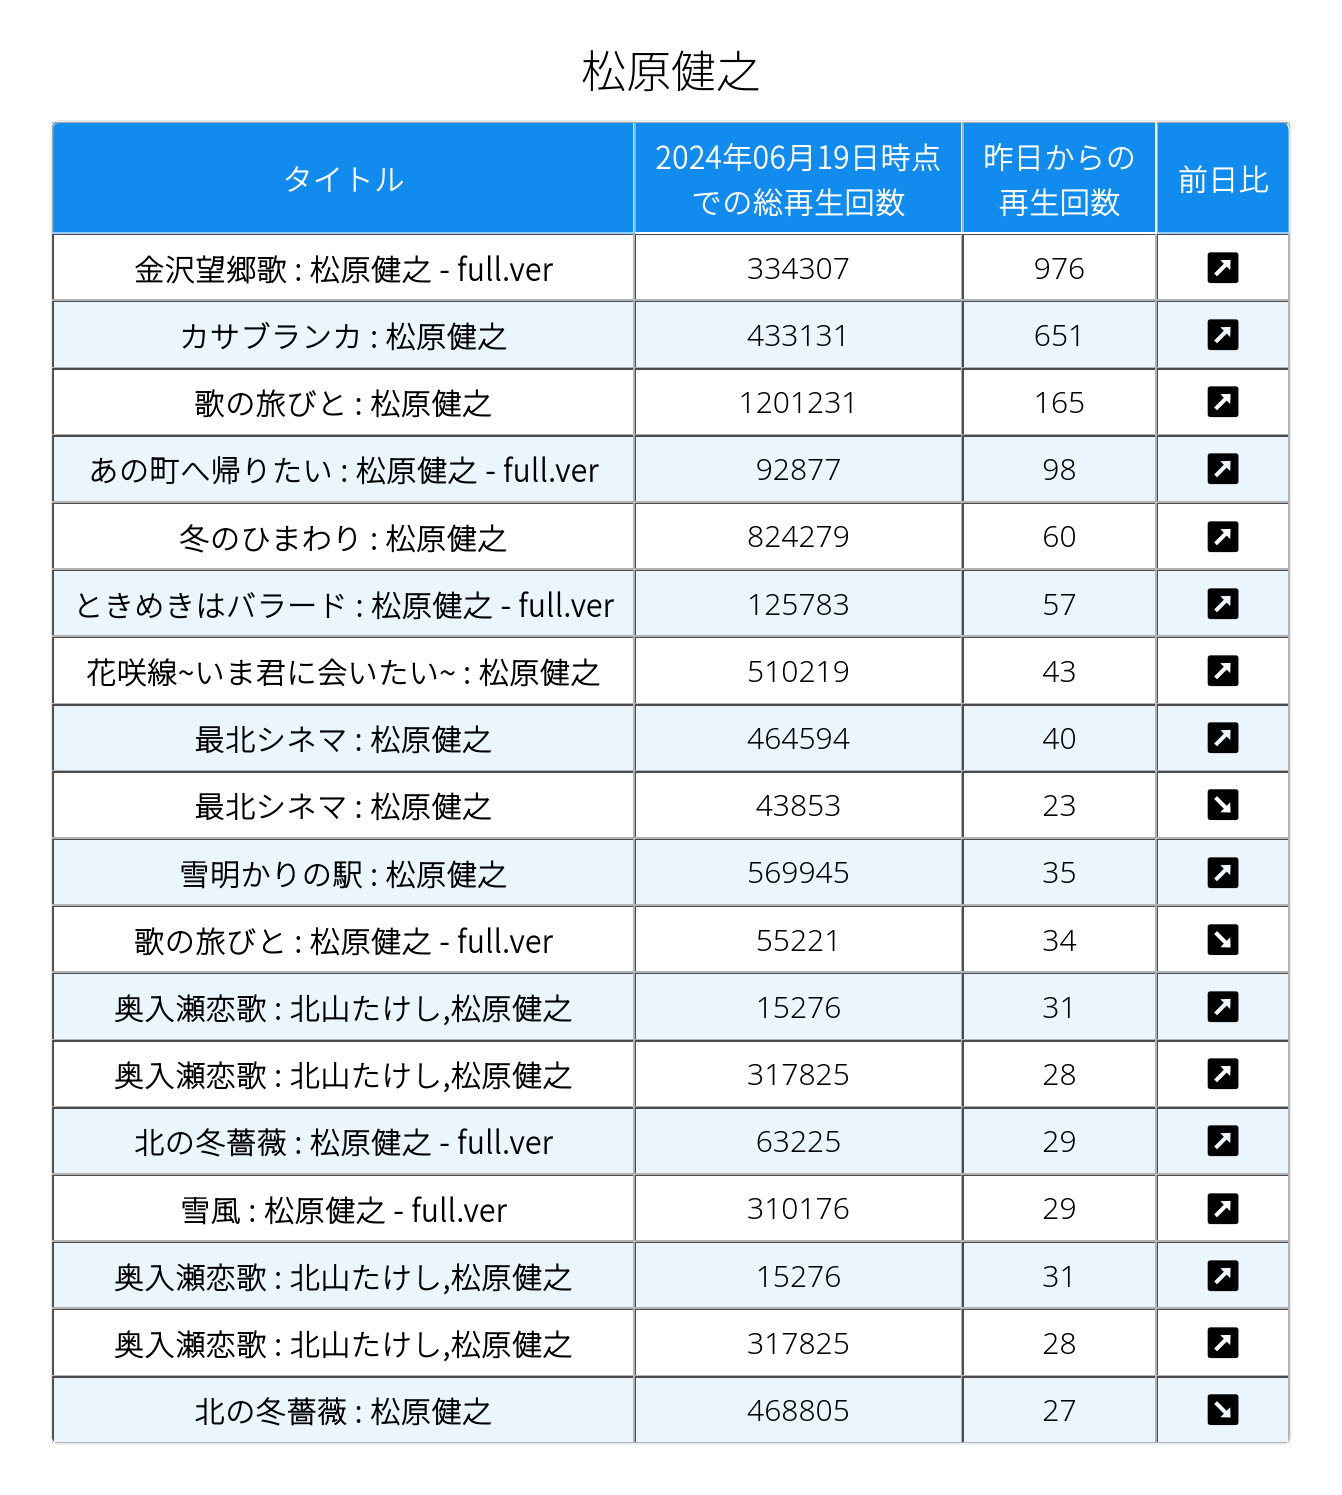 松原健之
タイトル 2024年06月19日時点での総再生回数 昨日からの再生回数 前日比
金沢望郷歌 : 松原健之 - full.ver 334307 976 ↗
カサブランカ : 松原健之 433131 651 ↗
歌の旅びと : 松原健之 1201231 165 ↗
あの町へ帰りたい : 松原健之 - full.ver 92877 98 ↗
冬のひまわり : 松原健之 824279 60 ↗
ときめきはバラード : 松原健之 - full.ver 125783 57 ↗
花咲線~いま君に会いたい~ : 松原健之 510219 43 ↗
最北シネマ : 松原健之 464594 40 ↗
最北シネマ : 松原健之 43853 23 ↘
雪明かりの駅 : 松原健之 569945 35 ↗
歌の旅びと : 松原健之 - full.ver 55221 34 ↘
奥入瀬恋歌 : 北山たけし,松原健之 15276 31 ↗
奥入瀬恋歌 : 北山たけし,松原健之 317825 28 ↗
北の冬薔薇 : 松原健之 - full.ver 63225 29 ↗
雪風 : 松原健之 - full.ver 310176 29 ↗
奥入瀬恋歌 : 北山たけし,松原健之 15276 31 ↗
奥入瀬恋歌 : 北山たけし,松原健之 317825 28 ↗
北の冬薔薇 : 松原健之 468805 27 ↘